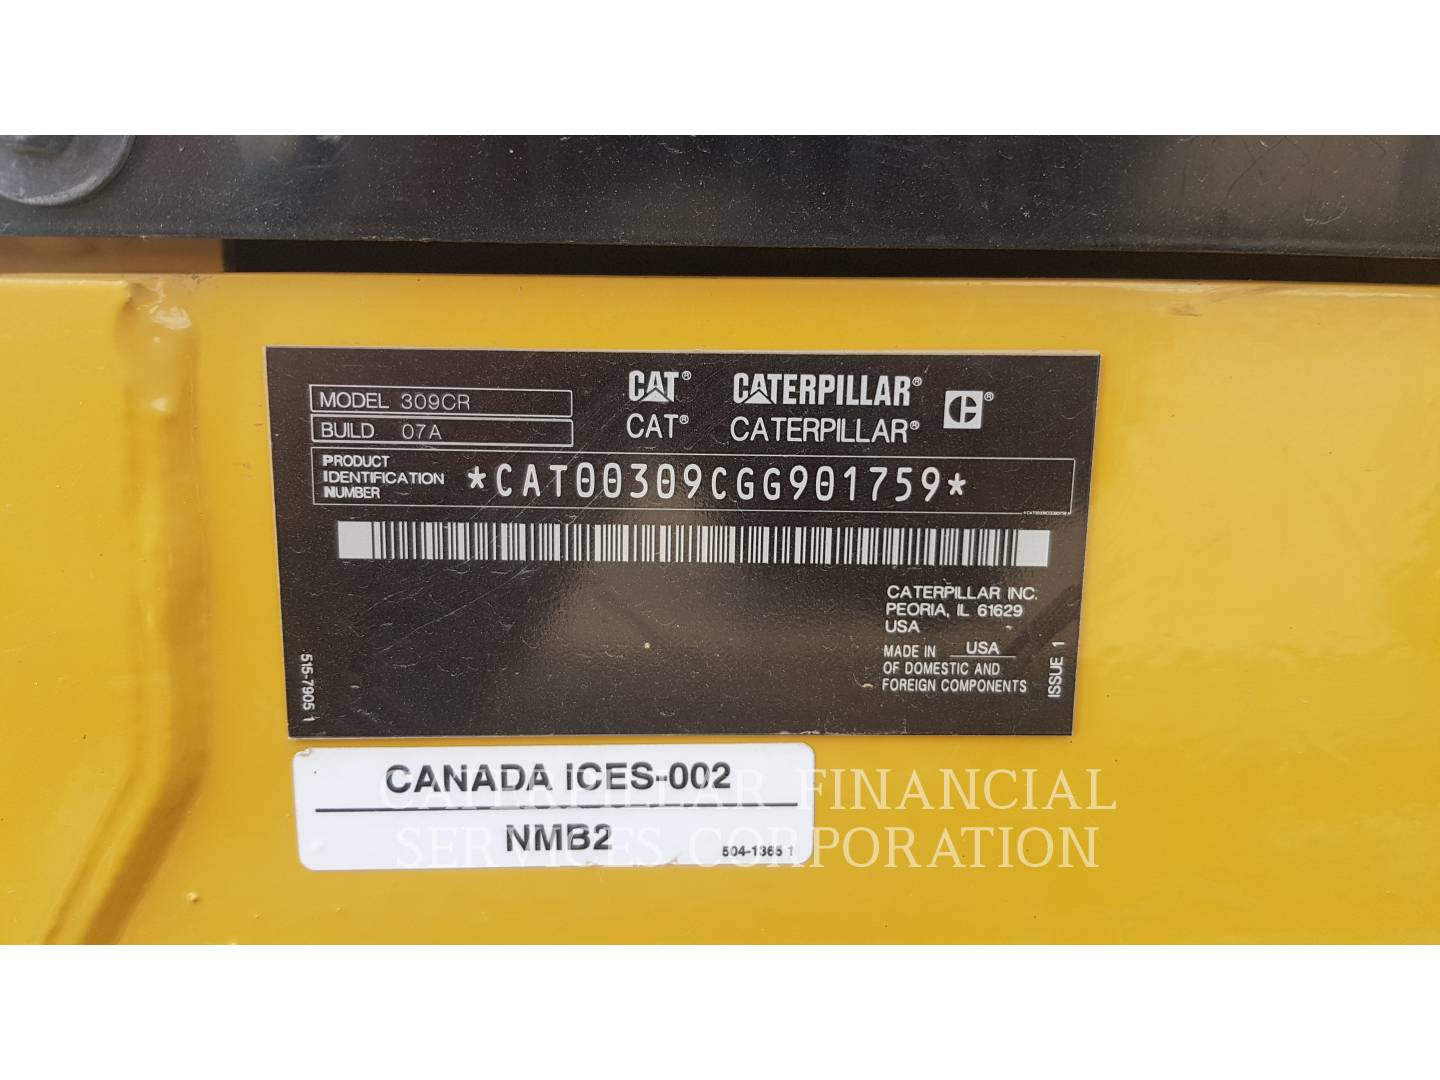 MODEL 309CR
BUILD 07A
CAT® CATERPILLAR® C®
CAT® CATERPILLAR®
PRODUCT
IDENTIFICATION
NUMBER
*CAT00309CGG901759*
CATERPILLAR INC.
PEORIA, IL 61629
USA
MADE IN USA
OF DOMESTIC AND
FOREIGN COMPONENTS
ISSUE 1
515-7905 1
CANADA ICES-002
NMB2
504-1365 1
CATERPILLAR FINANCIAL
SERVICES CORPORATION